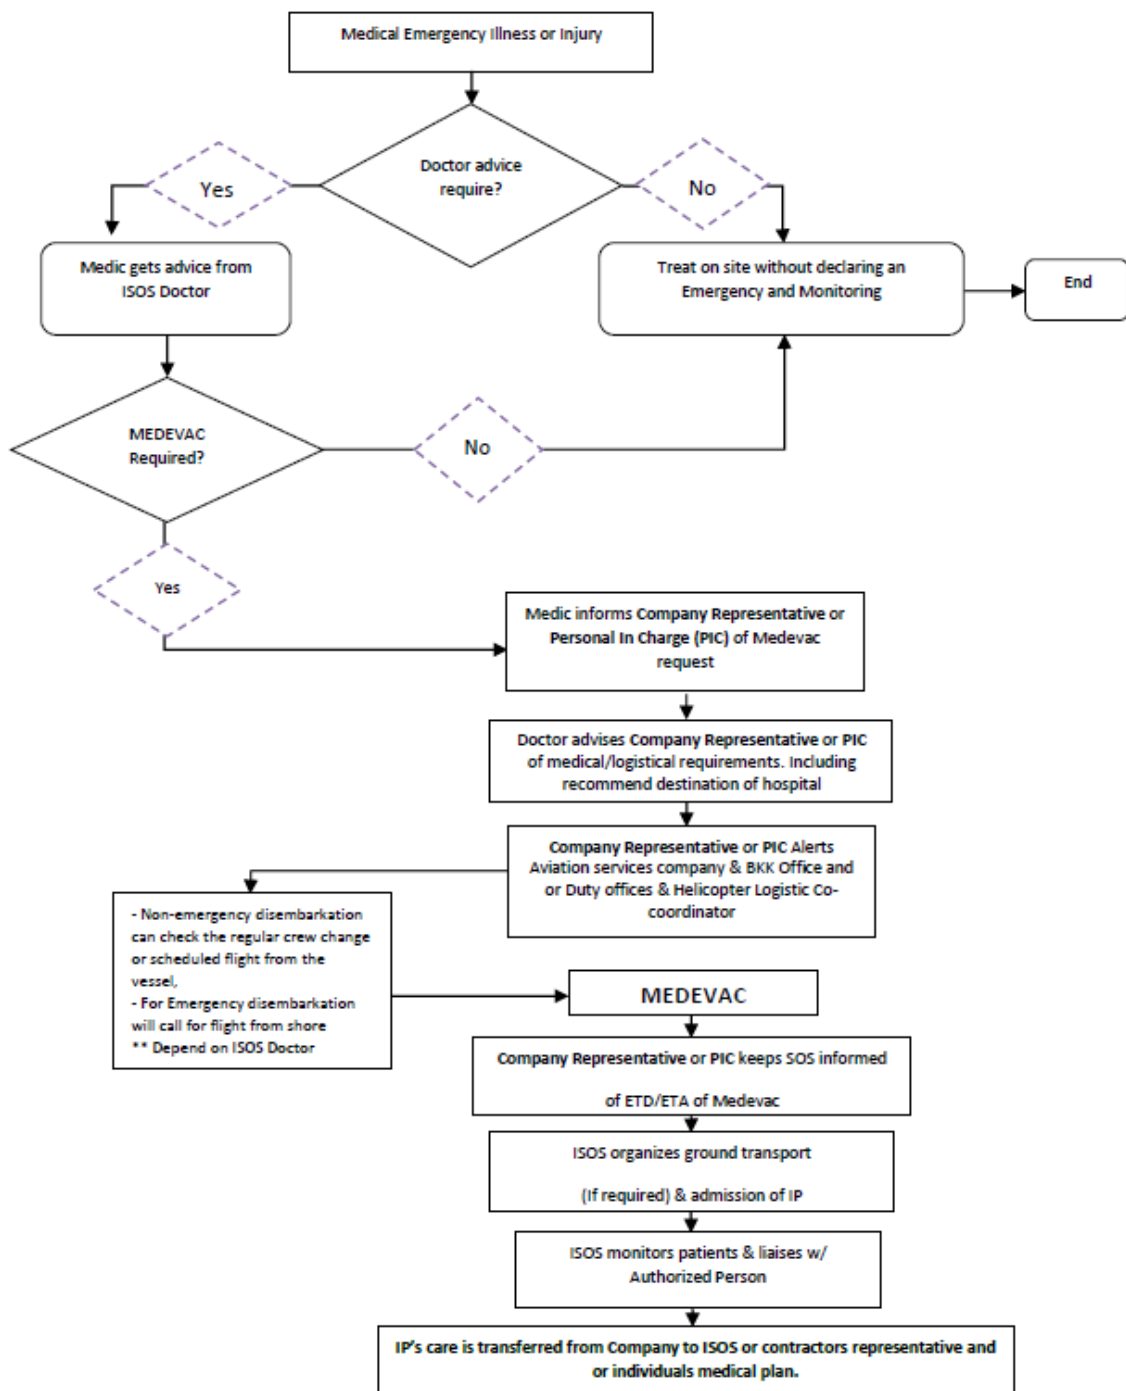 Medical Emergency Illness or Injury
Doctor advice
require?
Yes
No
Medic gets advice from
ISOS Doctor
Treat on site without declaring an
Emergency and Monitoring
End
MEDEVAC
Required?
No
Yes
Medic informs Company Representative or
Personal In Charge (PIC) of Medevac
request
Doctor advises Company Representative or PIC
of medical/logistical requirements. Including
recommend destination of hospital
Company Representative or PIC Alerts
Aviation services company & BKK Office and
or Duty offices & Helicopter Logistic Co-
coordinator
- Non-emergency disembarkation
can check the regular crew change
or scheduled flight from the
vessel,
- For Emergency disembarkation
will call for flight from shore
** Depend on ISOS Doctor
MEDEVAC
Company Representative or PIC keeps SOS informed
of ETD/ETA of Medevac
ISOS organizes ground transport
(If required) & admission of IP
ISOS monitors patients & liaises w/
Authorized Person
IP's care is transferred from Company to ISOS or contractors representative and
or individuals medical plan.